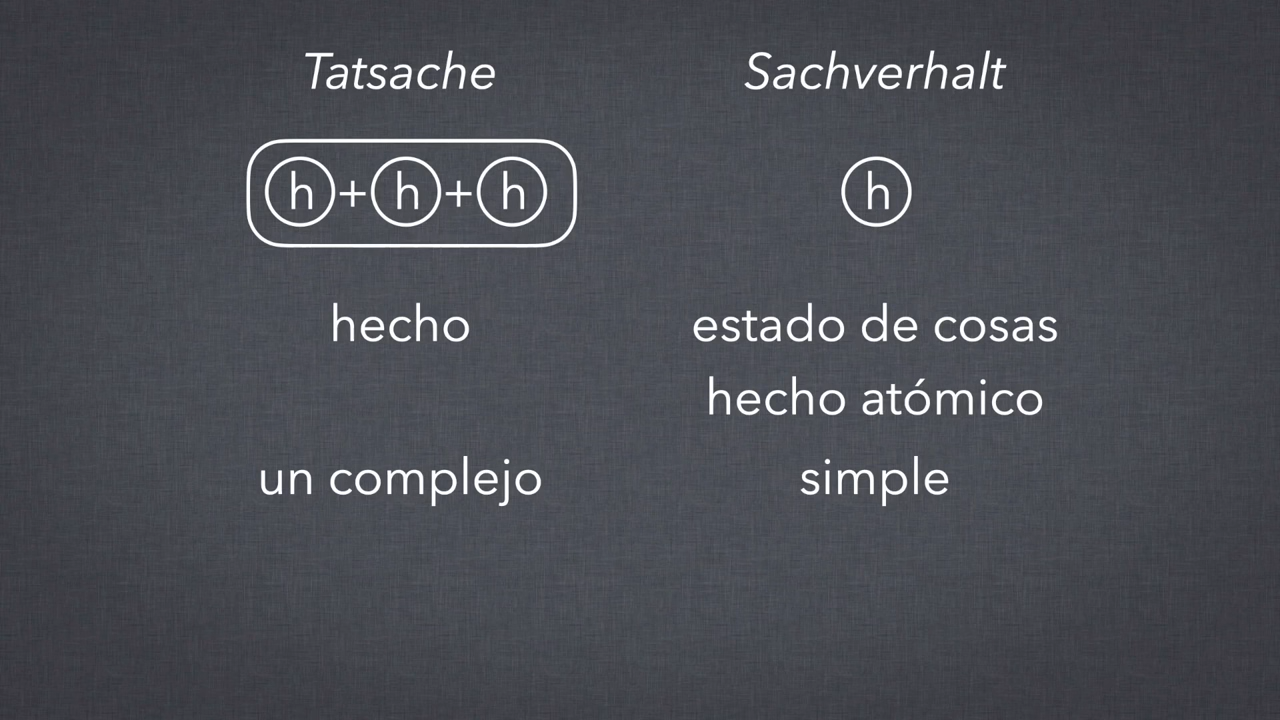 Tatsache
Sachverhalt
h+h+h
h
hecho
estado de cosas
hecho atómico
un complejo
simple